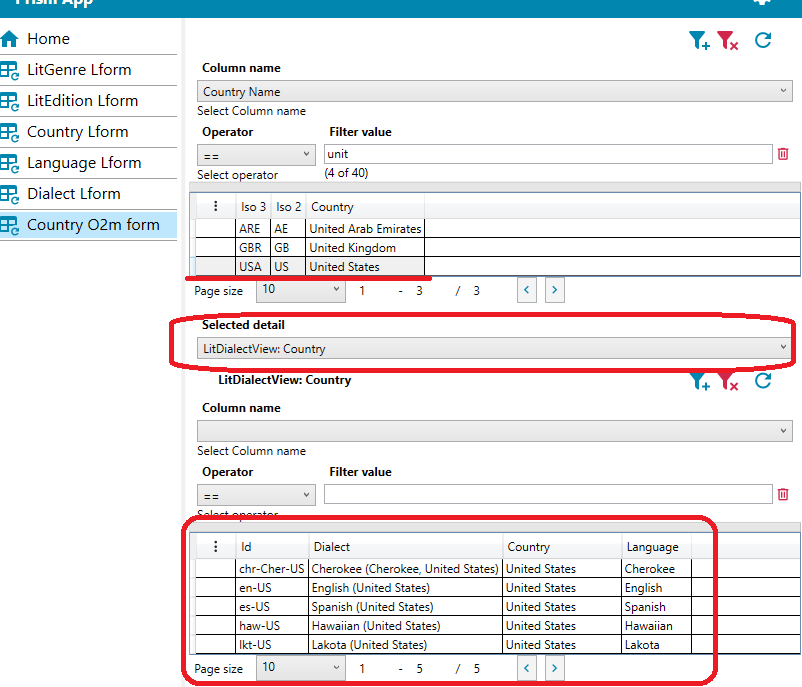 Prism App
Home
LitGenre Lform
LitEdition Lform
Country Lform
Language Lform
Dialect Lform
Country O2m form
Column name
Country Name
Select Column name
Operator Filter value
== unit
Select operator (4 of 40)
Iso 3 Iso 2 Country
ARE AE United Arab Emirates
GBR GB United Kingdom
USA US United States
Page size 10 1 - 3 / 3 < >
Selected detail
LitDialectView: Country
LitDialectView: Country
Column name
Select Column name
Operator Filter value
==
Select operator
Id Dialect Country Language
chr-Cher-US Cherokee (Cherokee, United States) United States Cherokee
en-US English (United States) United States English
es-US Spanish (United States) United States Spanish
haw-US Hawaiian (United States) United States Hawaiian
lkt-US Lakota (United States) United States Lakota
Page size 10 1 - 5 / 5 < >